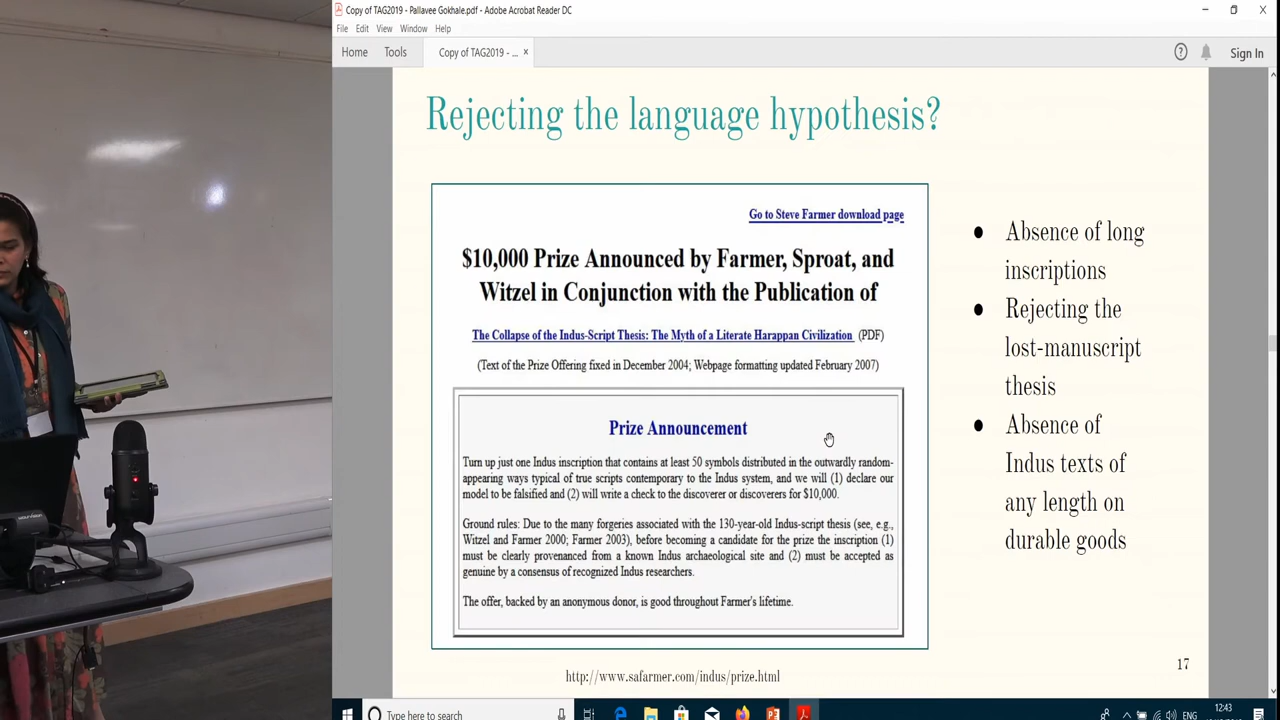 Copy of TAG2019 - Pallavee Gokhale.pdf - Adobe Acrobat Reader DC
File Edit View Window Help
Home Tools Copy of TAG2019 - ... × Sign In
Rejecting the language hypothesis?
Go to Steve Farmer download page
$10,000 Prize Announced by Farmer, Sproat, and
Witzel in Conjunction with the Publication of
The Collapse of the Indus-Script Thesis: The Myth of a Literate Harappan Civilization (PDF)
(Text of the Prize Offering fixed in December 2004; Webpage formatting updated February 2007)
Prize Announcement
Turn up just one Indus inscription that contains at least 50 symbols distributed in the outwardly random-
appearing ways typical of true scripts contemporary to the Indus system, and we will (1) declare our
model to be falsified and (2) will write a check to the discoverer or discoverers for $10,000.
Ground rules: Due to the many forgeries associated with the 130-year-old Indus-script thesis (see, e.g.,
Witzel and Farmer 2000; Farmer 2003), before becoming a candidate for the prize the inscription (1)
must be clearly provenanced from a known Indus archaeological site and (2) must be accepted as
genuine by a consensus of recognized Indus researchers.
The offer, backed by an anonymous donor, is good throughout Farmer's lifetime.
● Absence of long
inscriptions
● Rejecting the
lost-manuscript
thesis
● Absence of
Indus texts of
any length on
durable goods
http://www.safarmer.com/indus/prize.html
17
Type here to search
12:43